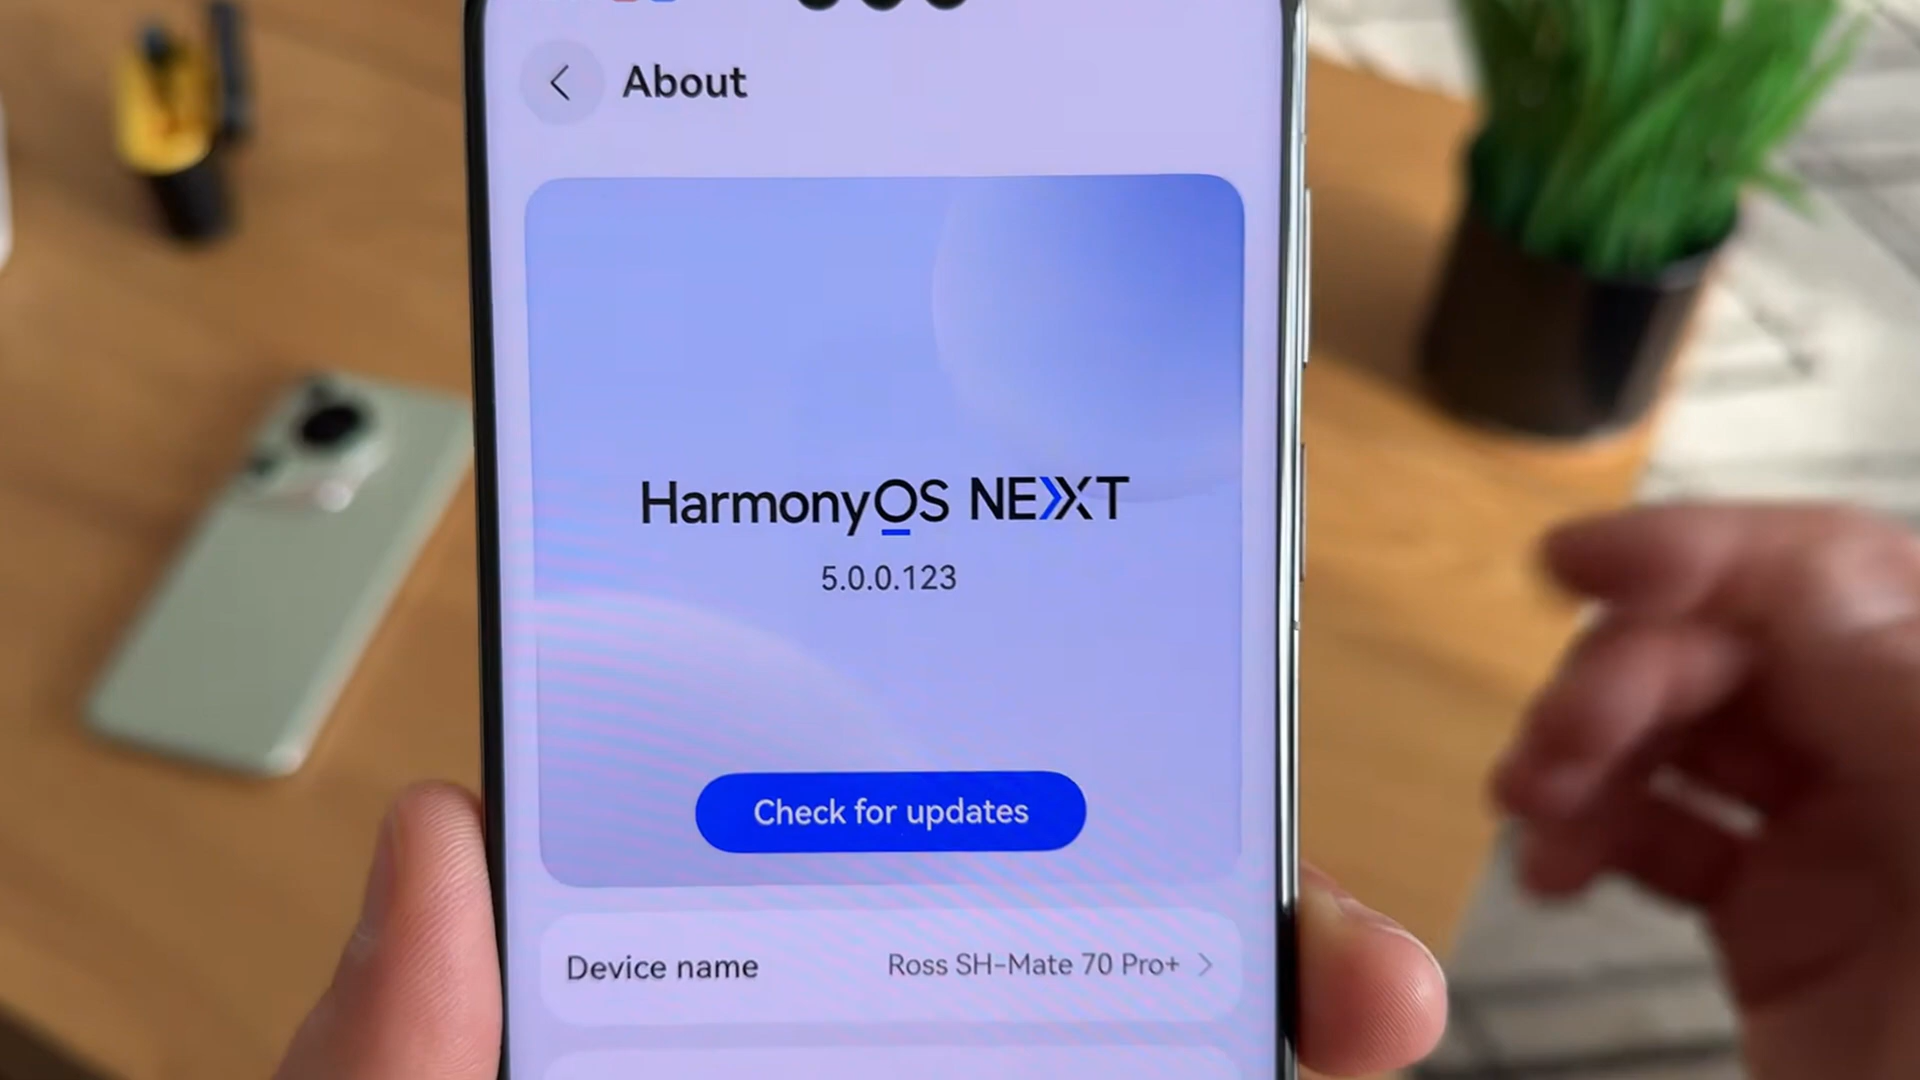 About
HarmonyOS NEXT
5.0.0.123
Check for updates
Device name
Ross SH-Mate 70 Pro+